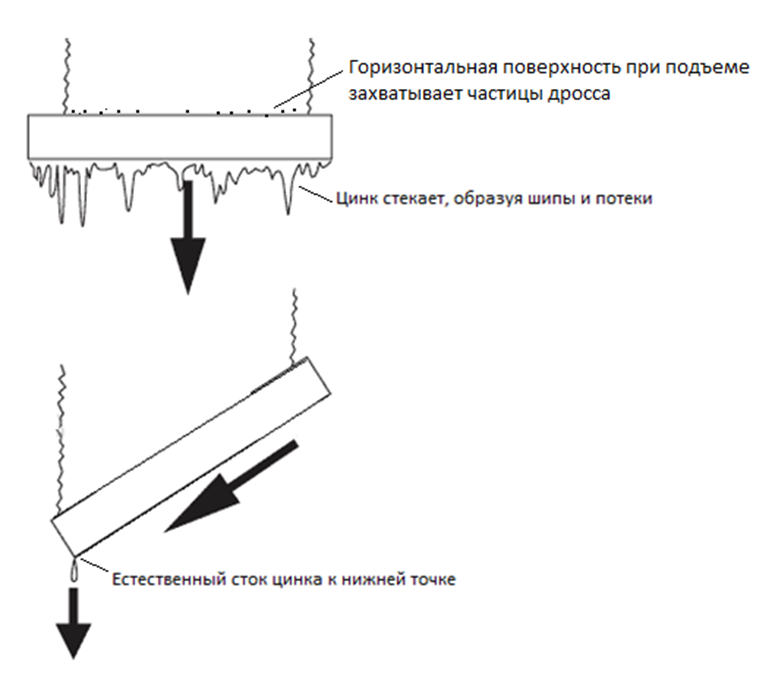 Горизонтальная поверхность при подъеме
захватывает частицы дросса
Цинк стекает, образуя шипы и потеки
Естественный сток цинка к нижней точке